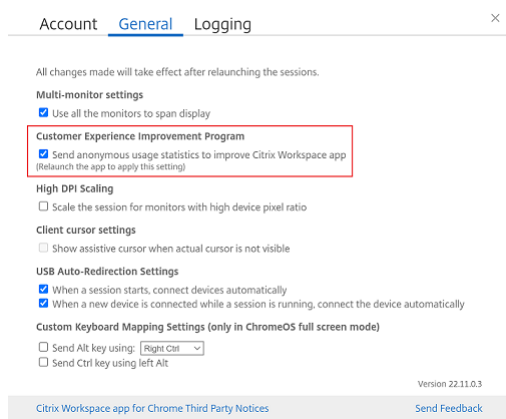 Account General Logging
All changes made will take effect after relaunching the sessions.
Multi-monitor settings
Use all the monitors to span display
Customer Experience Improvement Program
Send anonymous usage statistics to improve Citrix Workspace app
(Relaunch the app to apply this setting)
High DPI Scaling
Scale the session for monitors with high device pixel ratio
Client cursor settings
Show assistive cursor when actual cursor is not visible
USB Auto-Redirection Settings
When a session starts, connect devices automatically
When a new device is connected while a session is running, connect the device automatically
Custom Keyboard Mapping Settings (only in ChromeOS full screen mode)
Send Alt key using: Right Ctrl
Send Ctrl key using left Alt
Version 22.11.0.3
Citrix Workspace app for Chrome Third Party Notices Send Feedback